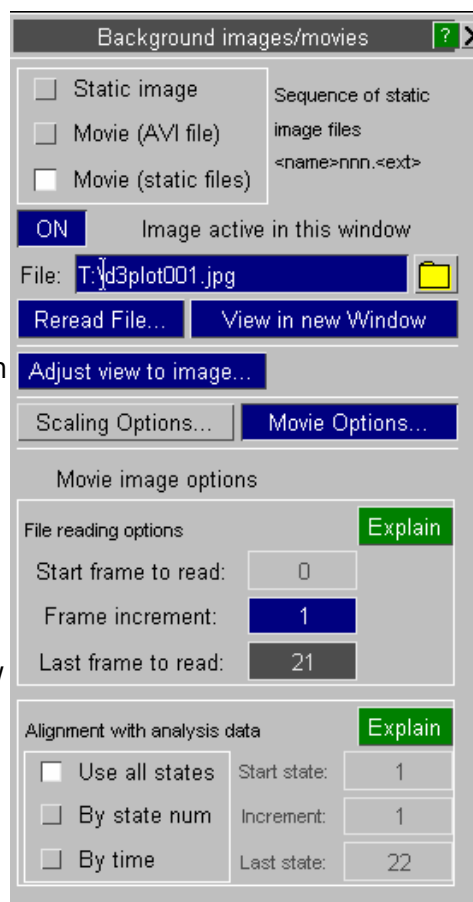 Background images/movies ? X
Static image
Movie (AVI file)
Movie (static files)
Sequence of static
image files
<name>nnn.<ext>
ON Image active in this window
File: T:\d3plot001.jpg
Reread File... View in new Window
Adjust view to image...
Scaling Options... Movie Options...
Movie image options
File reading options Explain
Start frame to read: 0
Frame increment: 1
Last frame to read: 21
Alignment with analysis data Explain
Use all states Start state: 1
By state num Increment: 1
By time Last state: 22